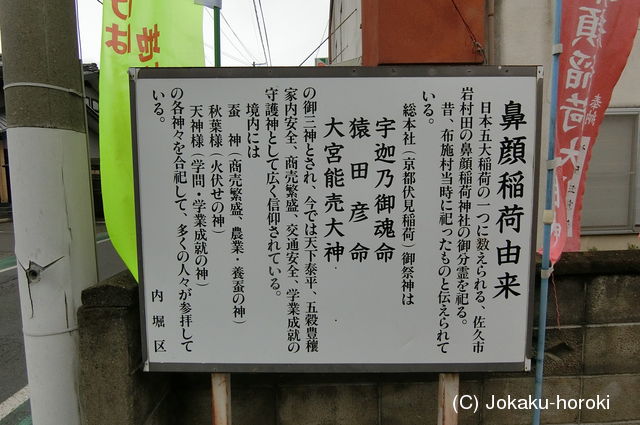 鼻顔稲荷由来
日本五大稲荷の一つに数えられる、佐久市
岩村田の鼻顔稲荷神社の御分霊を祀る。
昔、布施村当時に祀ったものと伝えられて
いる。
総本社（京都伏見稲荷）御祭神は
宇迦乃御魂命
猿田彦命
大宮能売大神
の御三神とされ、今では天下泰平、五穀豊穣
家内安全、商売繁盛、交通安全、学業成就の
守護神として広く信仰されている。
境内には
蚕神（商売繁盛、農業・養蚕の神）
秋葉様（火伏せの神）
天神様（学問・学業成就の神）
の各神々を合祀して、多くの人々が参拝して
いる。
内堀区
顔稲荷大
奉納
は
地
(C) Jokaku-horoki